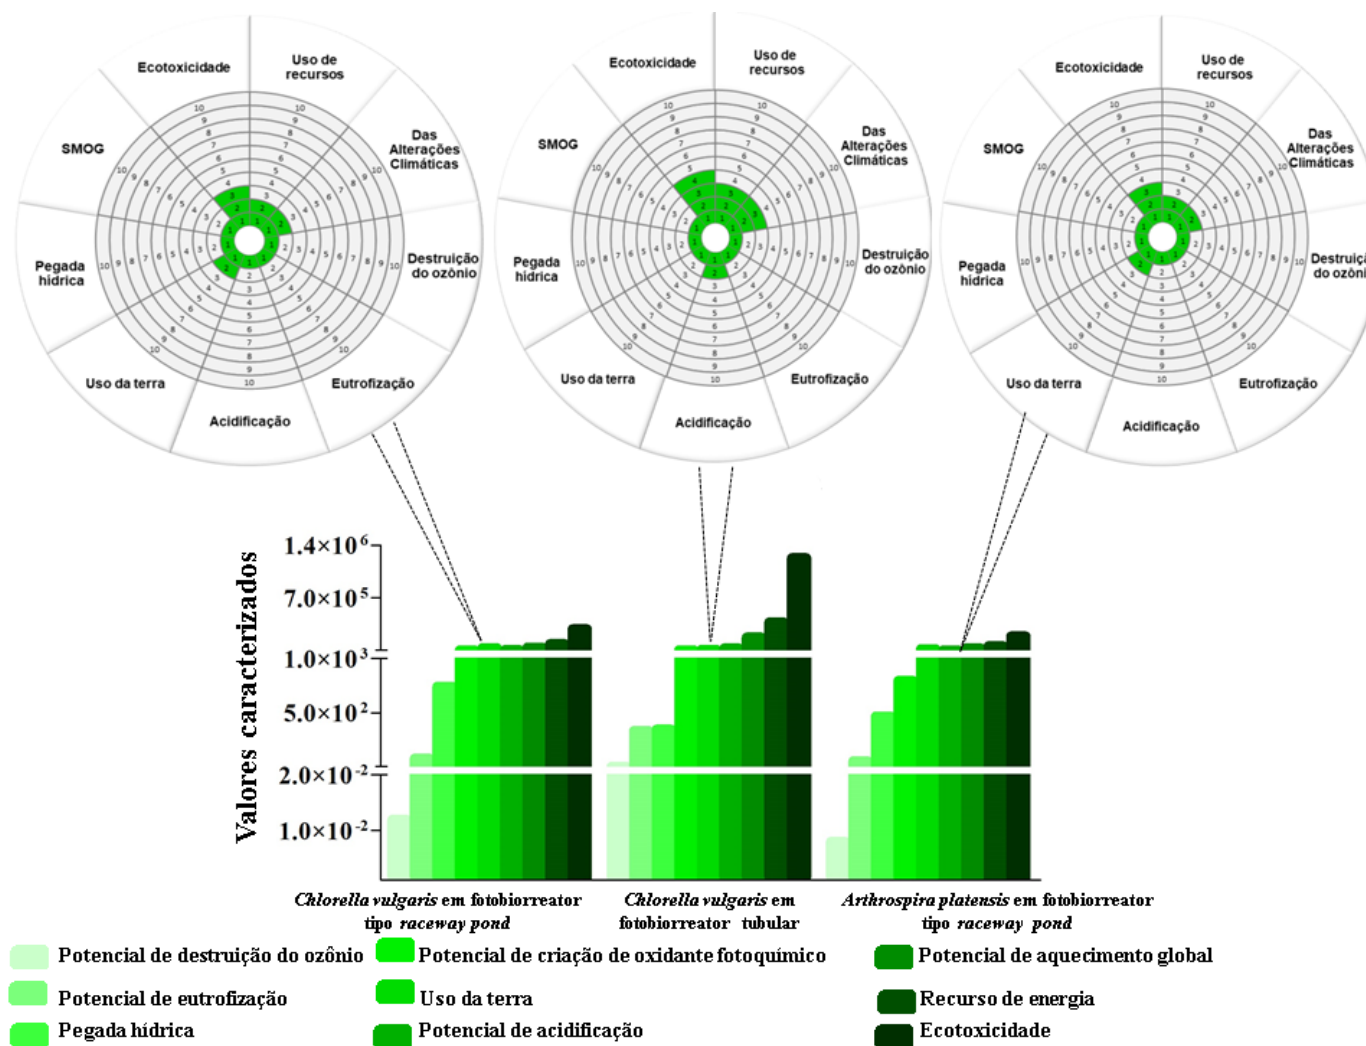 Ecotoxicidade
Uso de
recursos
Das
Alterações
Climáticas
Destruição
do ozônio
Eutrofização
Acidificação
Uso da terra
Pegada
hídrica
SMOG
Ecotoxicidade
Uso de
recursos
Das
Alterações
Climáticas
Destruição
do ozônio
Eutrofização
Acidificação
Uso da terra
Pegada
hídrica
SMOG
Ecotoxicidade
Uso de
recursos
Das
Alterações
Climáticas
Destruição
do ozôni
Eutrofização
Acidificação
Uso da terra
Pegada
hídrica
SMOG
Valores caracterizados
1.4×10⁶
7.0×10⁵
1.0×10³
5.0×10²
2.0×10⁻²
1.0×10⁻²
Chlorella vulgaris em fotobiorreator
tipo raceway pond
Chlorella vulgaris em
fotobiorreator tubular
Arthrospira platensis em fotobiorreator
tipo raceway pond
Potencial de destruição do ozônio
Potencial de eutrofização
Pegada hídrica
Potencial de criação de oxidante fotoquímico
Uso da terra
Potencial de acidificação
Potencial de aquecimento global
Recurso de energia
Ecotoxicidade